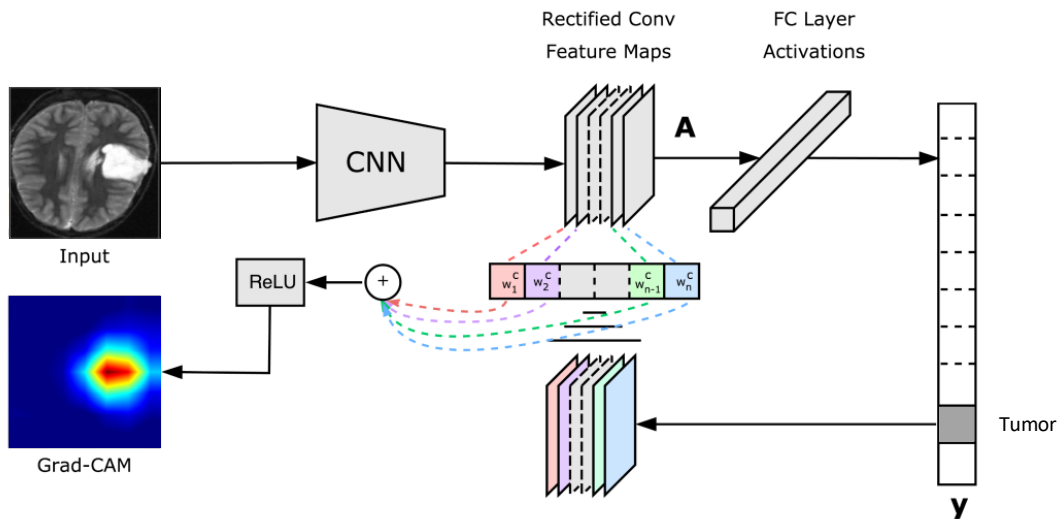 Rectified Conv
Feature Maps
FC Layer
Activations
A
CNN
Input
ReLU
+
w₁ᶜ w₂ᶜ wₙ₋₁ᶜ wₙᶜ
Grad-CAM
Tumor
y